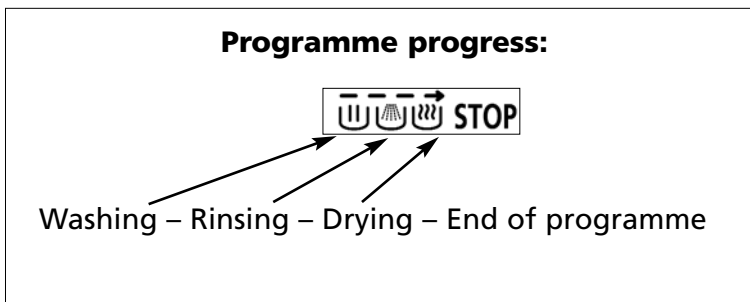 Programme progress:
STOP
Washing – Rinsing – Drying – End of programme